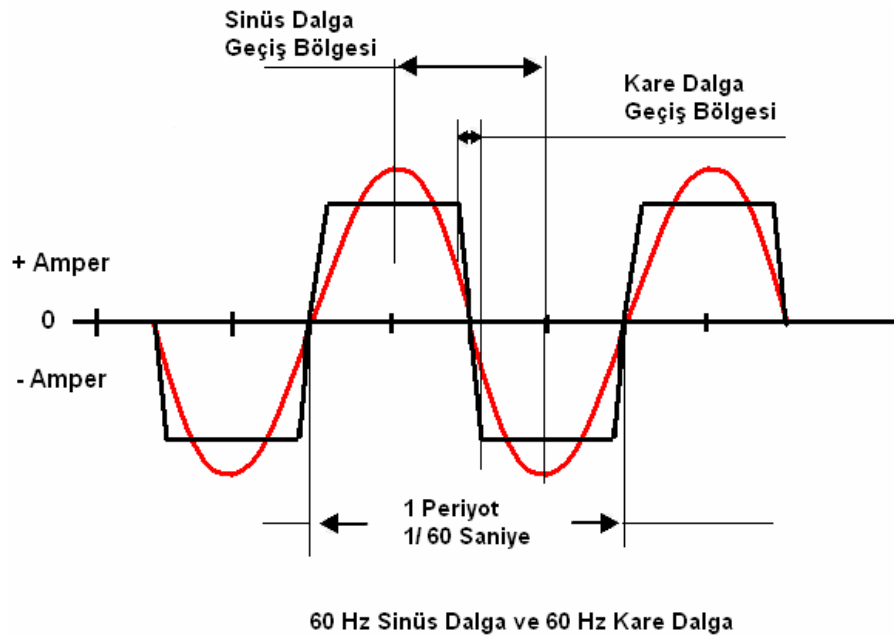 Sinüs Dalga
Geçiş Bölgesi
Kare Dalga
Geçiş Bölgesi
+ Amper
0
- Amper
1 Periyot
1/ 60 Saniye
60 Hz Sinüs Dalga ve 60 Hz Kare Dalga